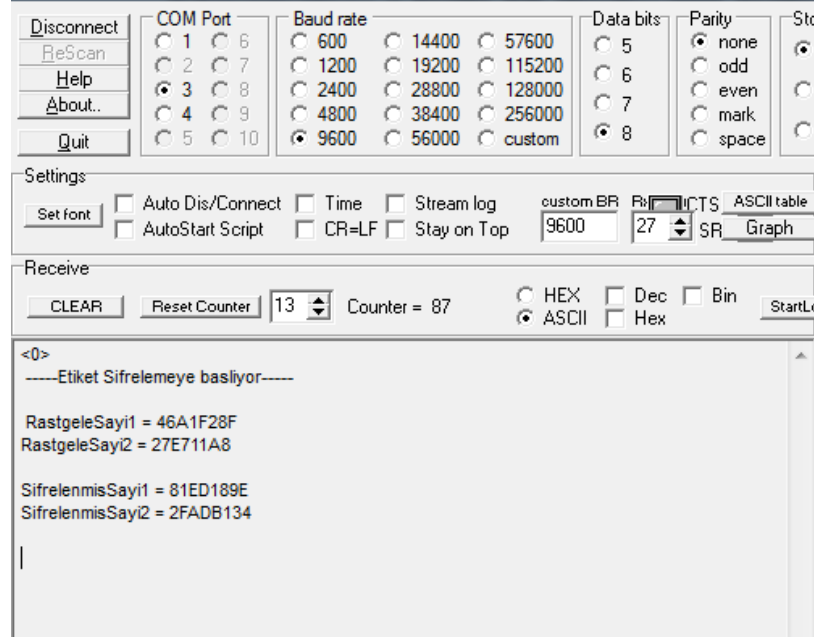 Disconnect
ReScan
Help
About..
Quit
COM Port
1 6
2 7
3 8
4 9
5 10
Baud rate
600 14400 57600
1200 19200 115200
2400 28800 128000
4800 38400 256000
9600 56000 custom
Data bits
5
6
7
8
Parity
none
odd
even
mark
space
Settings
Set font
Auto Dis/Connect Time Stream log
AutoStart Script CR=LF Stay on Top
custom BR
9600
27
CTS
ASCII table
Graph
Receive
CLEAR Reset Counter 13 Counter = 87
HEX Dec Bin
ASCII Hex
<0>
-----Etiket Sifrelemeye basliyor-----
RastgeleSayi1 = 46A1F28F
RastgeleSayi2 = 27E711A8
SifrelenmisSayi1 = 81ED189E
SifrelenmisSayi2 = 2FADB134